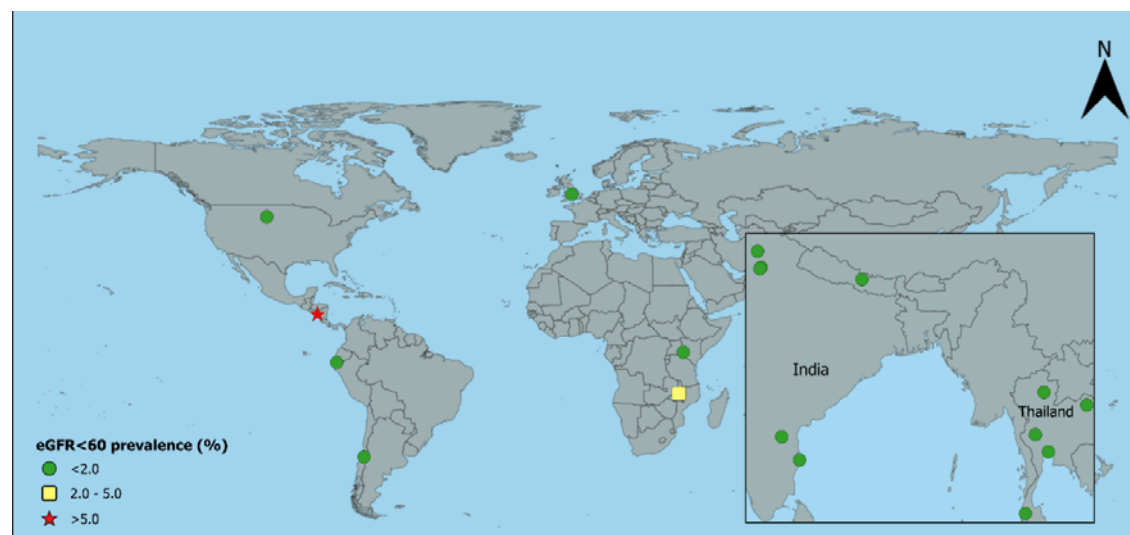 N
India
Thailand
eGFR<60 prevalence (%)
<2.0
2.0 - 5.0
>5.0